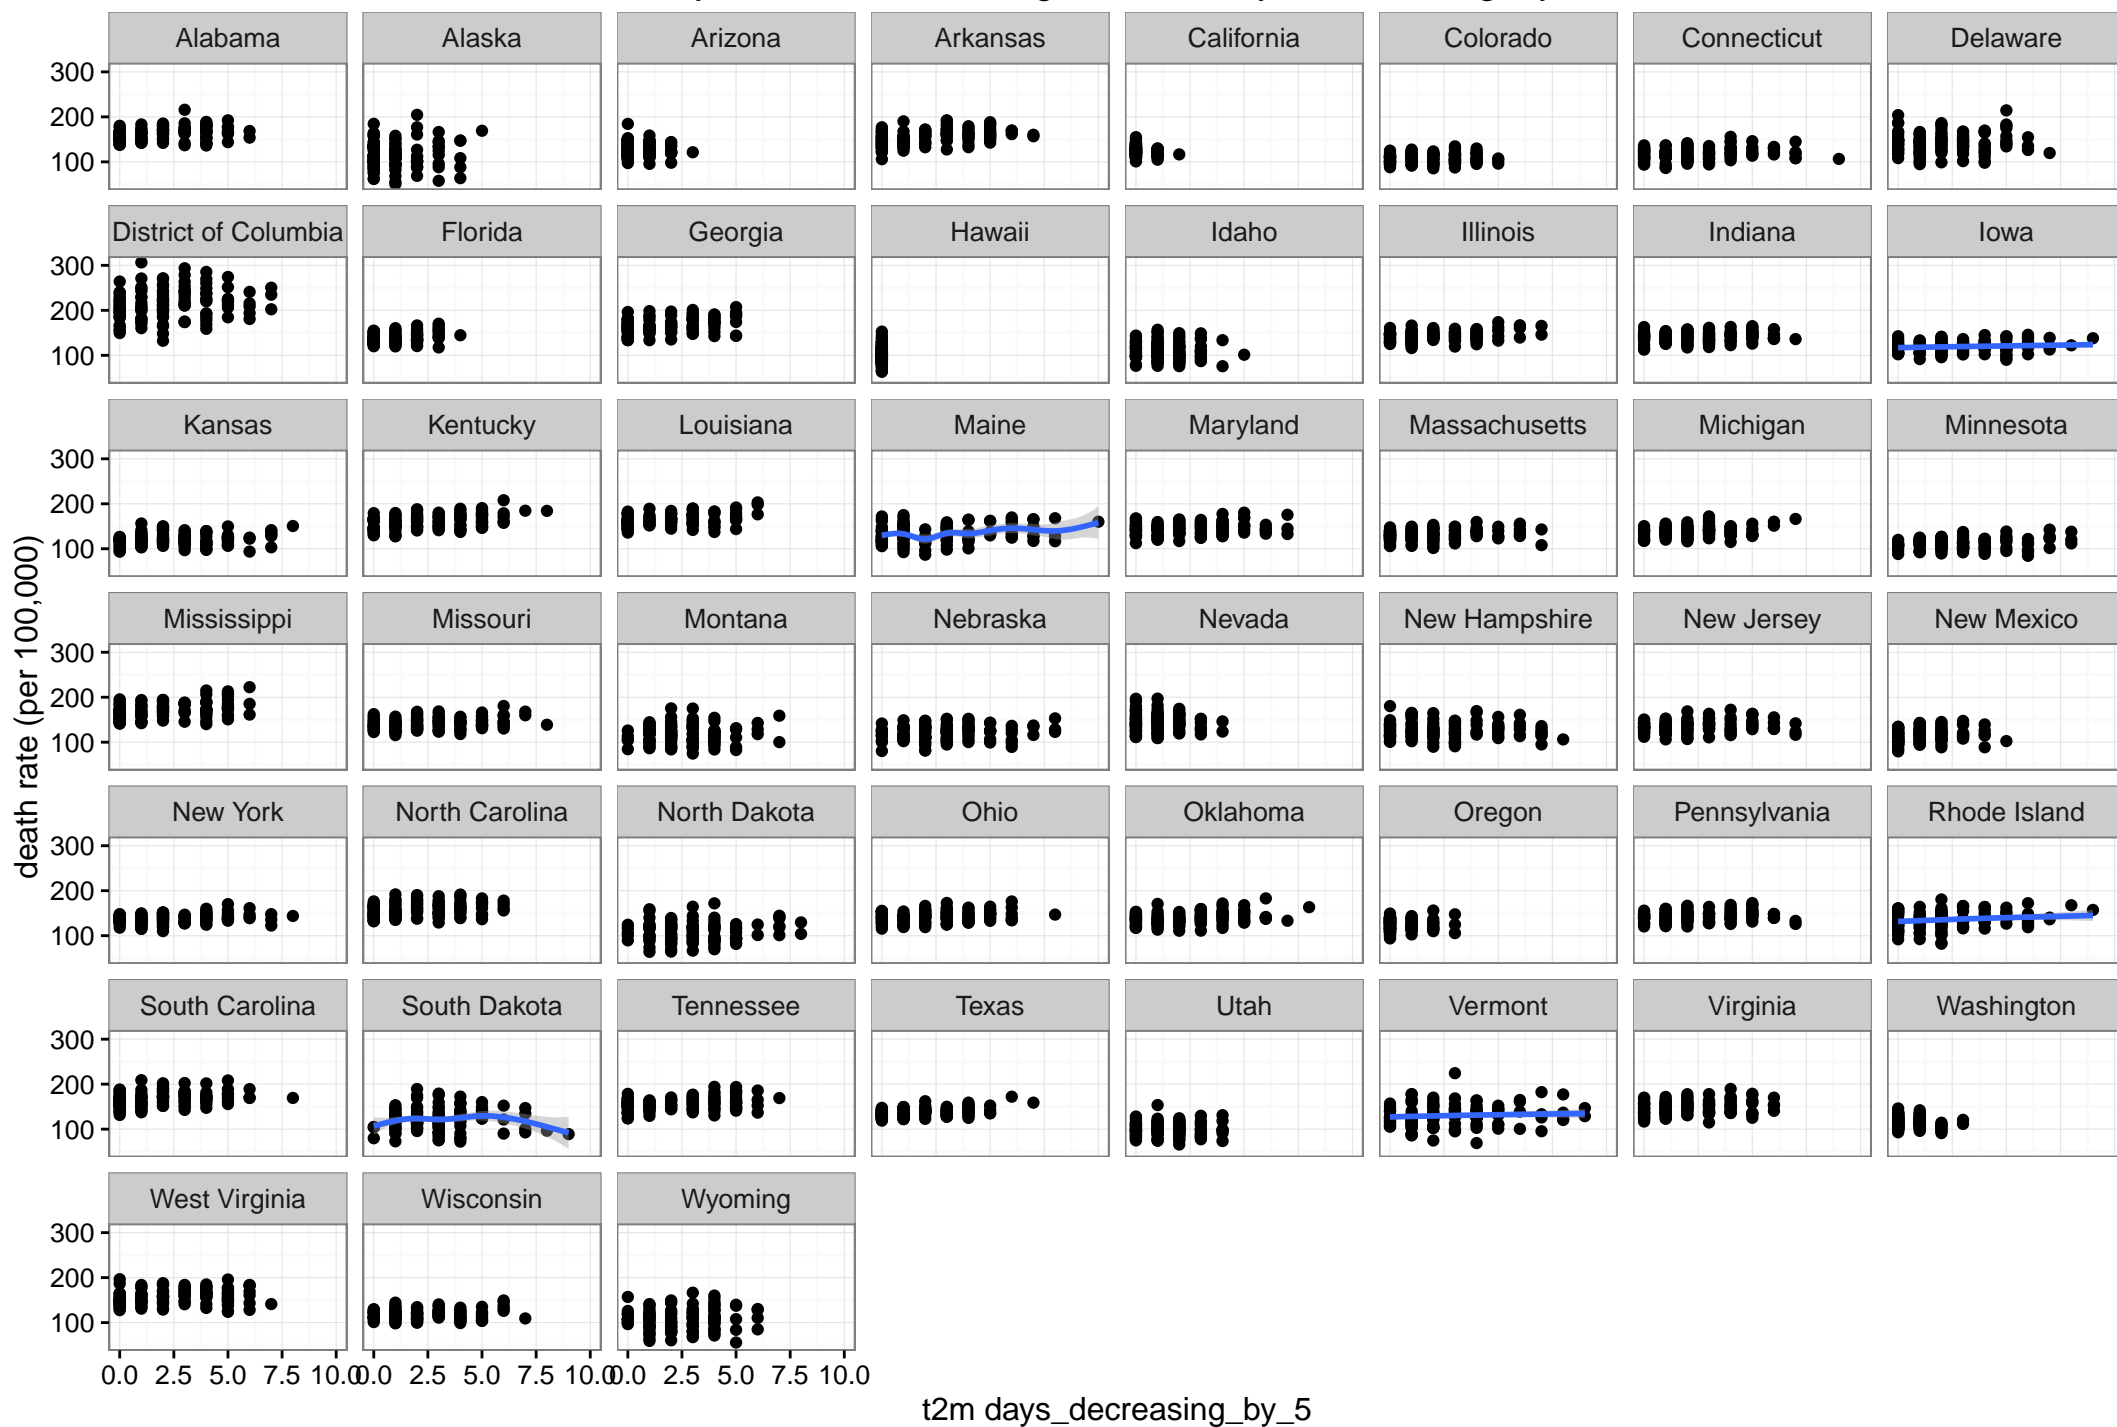 Alabama Alaska Arizona Arkansas California Colorado Connecticut Delaware
300
200
100
District of Columbia Florida Georgia Hawaii Idaho Illinois Indiana Iowa
300
200
100
Kansas Kentucky Louisiana Maine Maryland Massachusetts Michigan Minnesota
300
200
100
death rate (per 100,000)
Mississippi Missouri Montana Nebraska Nevada New Hampshire New Jersey New Mexico
300
200
100
New York North Carolina North Dakota Ohio Oklahoma Oregon Pennsylvania Rhode Island
300
200
100
South Carolina South Dakota Tennessee Texas Utah Vermont Virginia Washington
300
200
100
West Virginia Wisconsin Wyoming
300
200
100
0.0 2.5 5.0 7.5 10.0 0.0 2.5 5.0 7.5 10.0 0.0 2.5 5.0 7.5 10.0
t2m days_decreasing_by_5